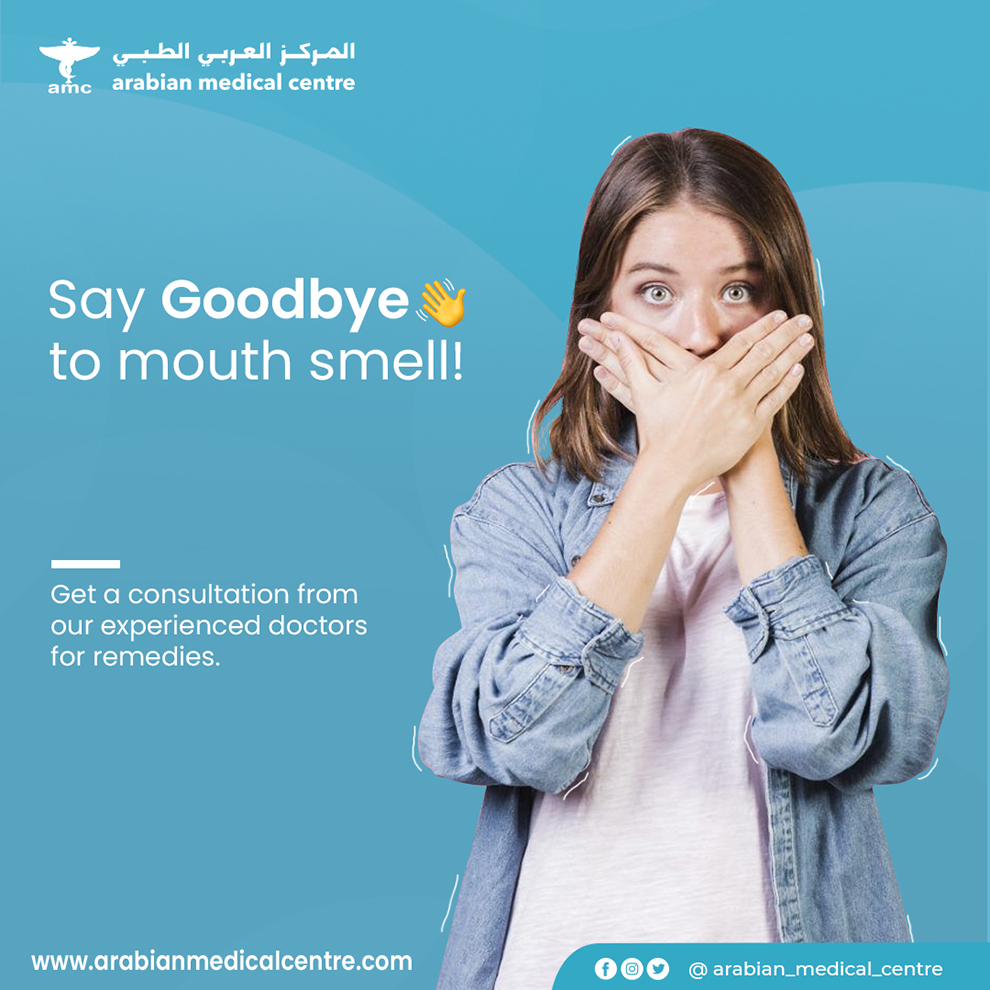 المركز العربي الطبي
amc
arabian medical centre
Say Goodbye👋
to mouth smell!
Get a consultation from
our experienced doctors
for remedies.
www.arabianmedicalcentre.com
@ arabian_medical_centre